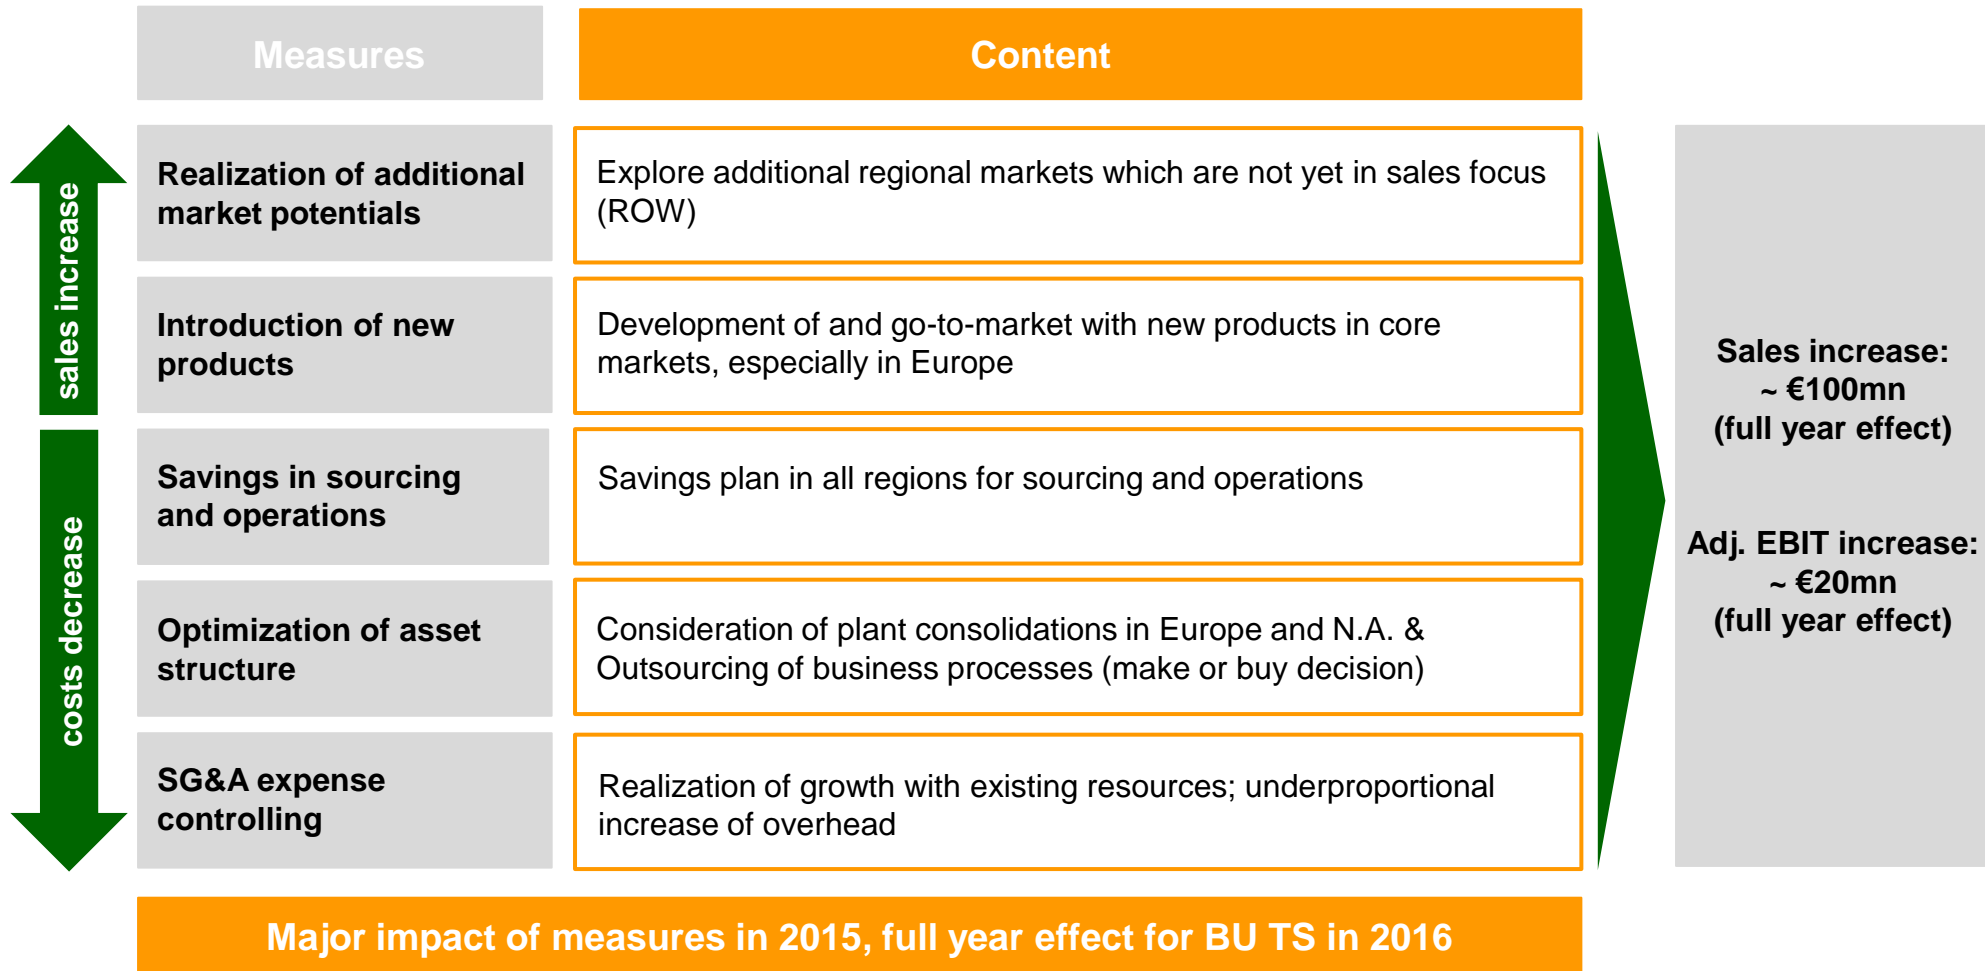 Measures
Content
sales increase
costs decrease
Realization of additional
market potentials
Explore additional regional markets which are not yet in sales focus
(ROW)
Introduction of new
products
Development of and go-to-market with new products in core
markets, especially in Europe
Savings in sourcing
and operations
Savings plan in all regions for sourcing and operations
Optimization of asset
structure
Consideration of plant consolidations in Europe and N.A. &
Outsourcing of business processes (make or buy decision)
SG&A expense
controlling
Realization of growth with existing resources; underproportional
increase of overhead
Sales increase:
~ €100mn
(full year effect)
Adj. EBIT increase:
~ €20mn
(full year effect)
Major impact of measures in 2015, full year effect for BU TS in 2016